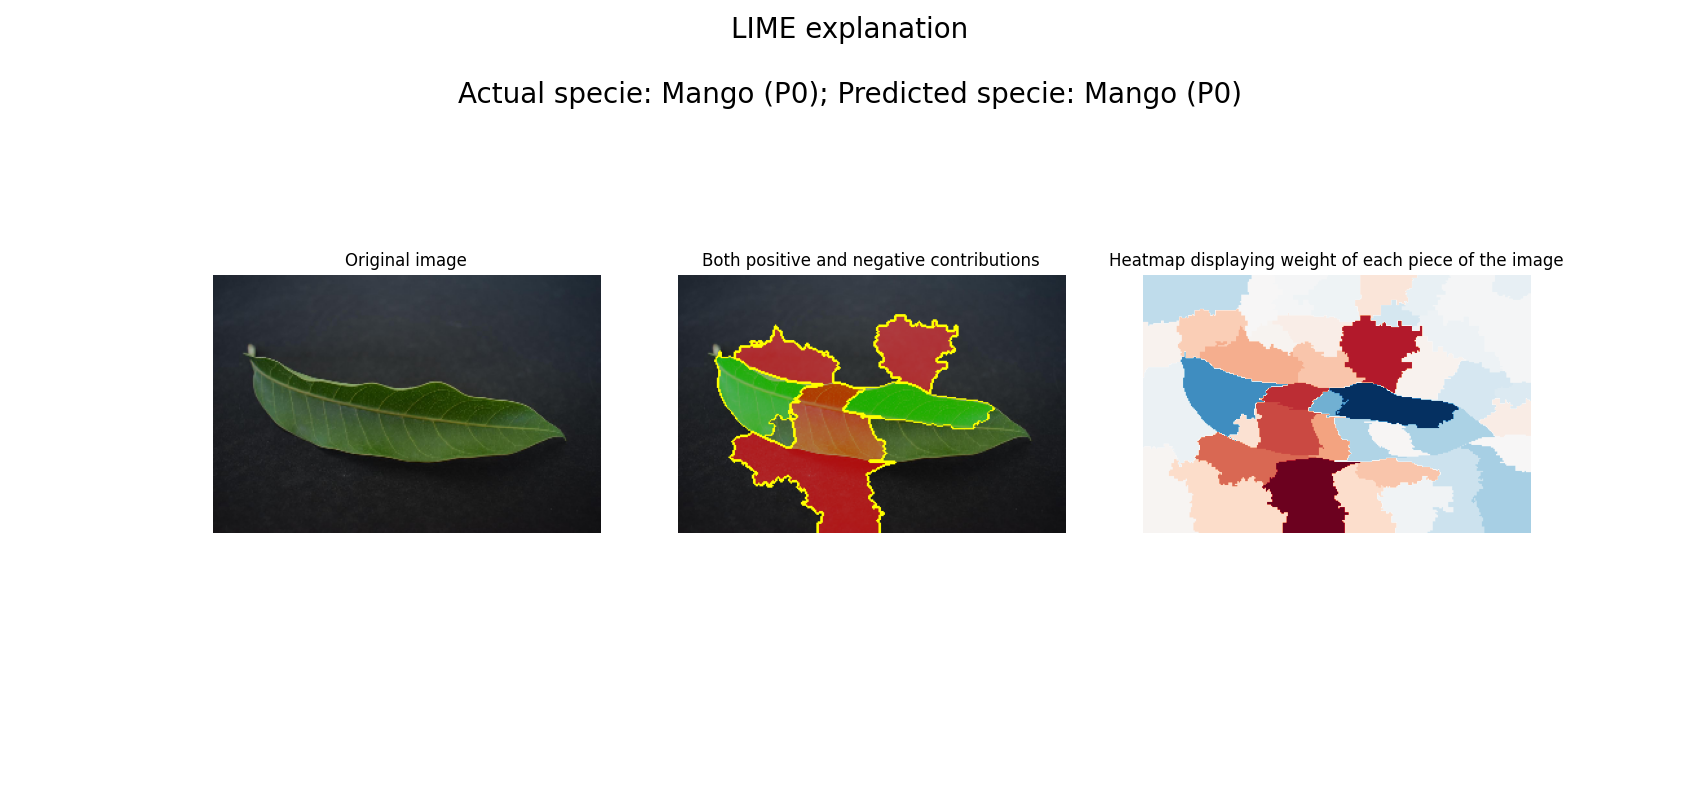 LIME explanation
Actual specie: Mango (P0); Predicted specie: Mango (P0)
Original image
Both positive and negative contributions
Heatmap displaying weight of each piece of the image